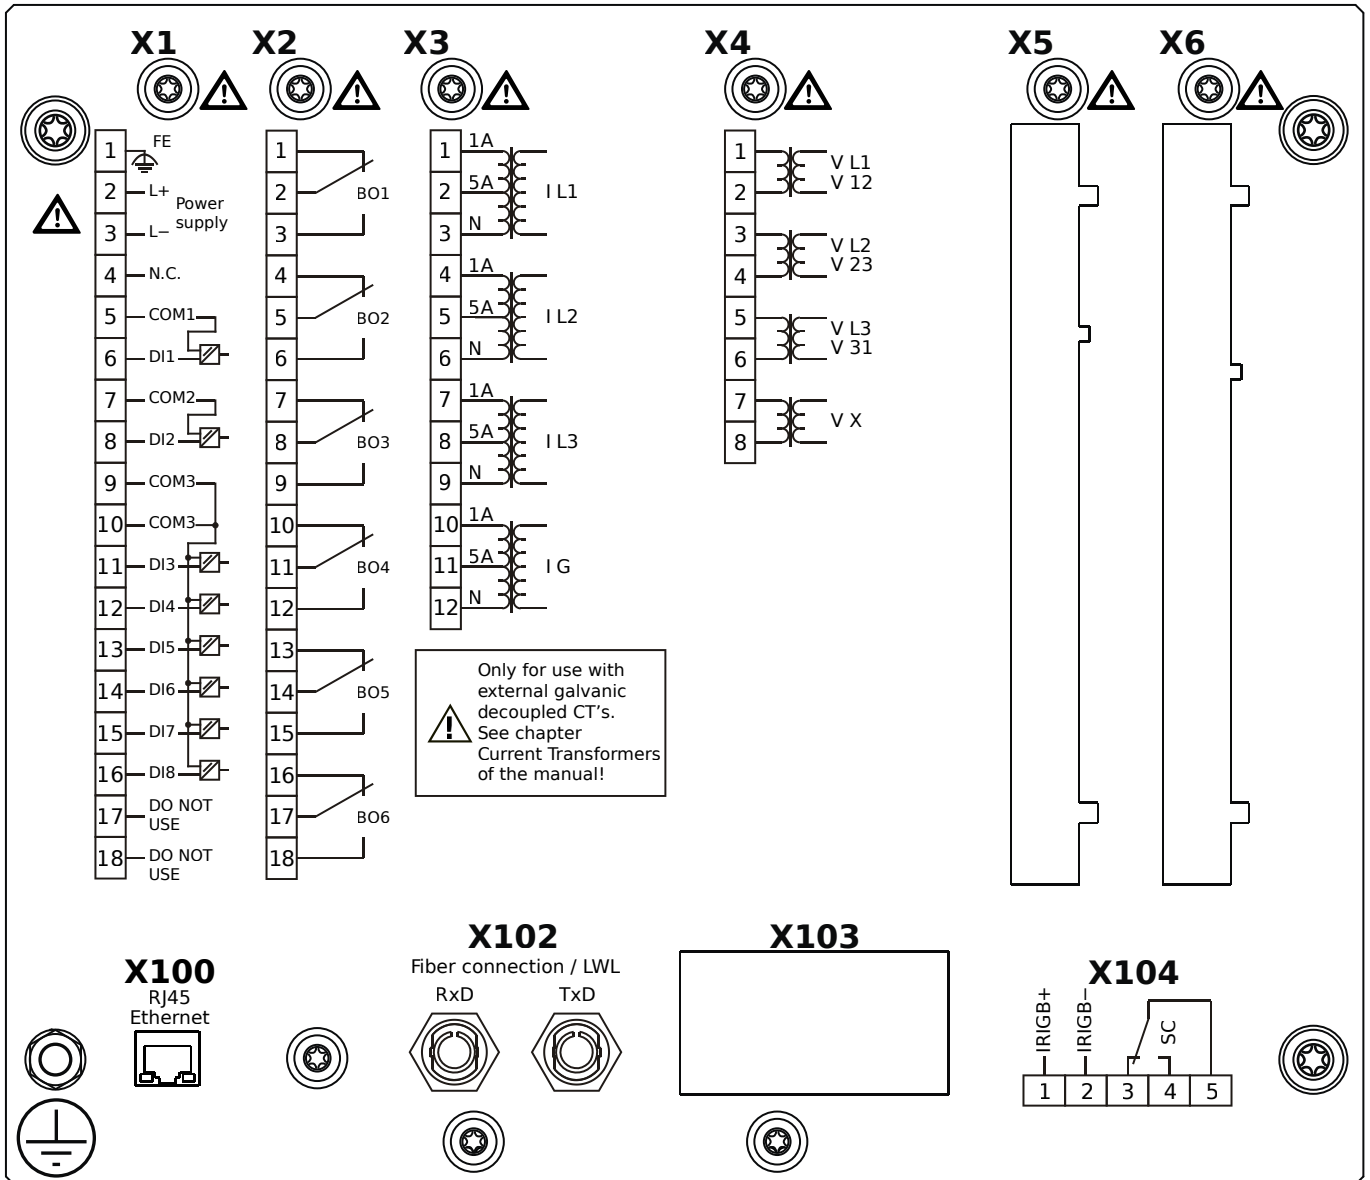 X1
X2
X3
X4
X5
X6
1
FE
2
L+
3
L−
Power
supply
4
N.C.
5
COM1
6
DI1
7
COM2
8
DI2
9
COM3
10
COM3
11
DI3
12
DI4
13
DI5
14
DI6
15
DI7
16
DI8
17
DO NOT
USE
18
DO NOT
USE
1
2
3
BO1
4
5
6
BO2
7
8
9
BO3
10
11
12
BO4
13
14
15
BO5
16
17
18
BO6
1
1A
2
5A
3
N
I L1
4
1A
5
5A
6
N
I L2
7
1A
8
5A
9
N
I L3
10
1A
11
5A
12
N
I G
Only for use with
external galvanic
decoupled CT's.
See chapter
Current Transformers
of the manual!
1
2
V L1
V 12
3
4
V L2
V 23
5
6
V L3
V 31
7
8
V X
X100
RJ45
Ethernet
X102
Fiber connection / LWL
RxD
TxD
X103
X104
IRIGB+
IRIGB−
SC
1
2
3
4
5